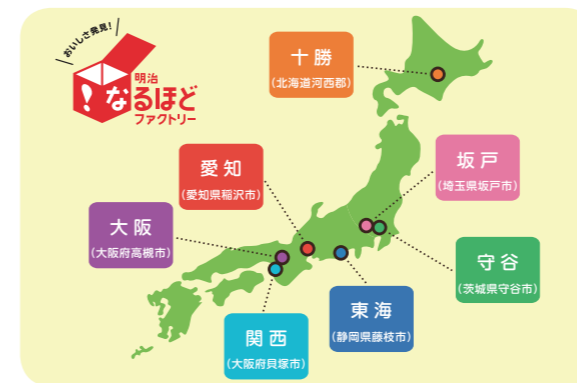 おいしさ発見!
明治
!なるほど
ファクトリー
十勝
(北海道河西郡)
坂戸
(埼玉県坂戸市)
愛知
(愛知県稲沢市)
大阪
(大阪府高槻市)
守谷
(茨城県守谷市)
東海
(静岡県藤枝市)
関西
(大阪府貝塚市)